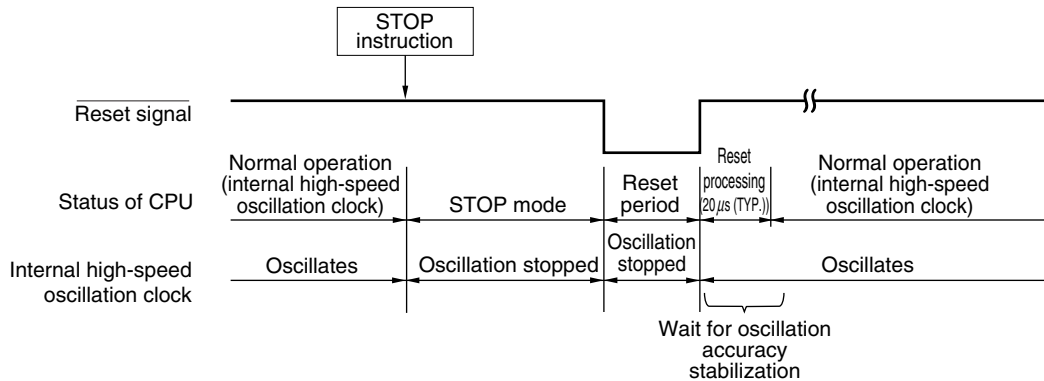 STOP
instruction
Reset signal
Normal operation
(internal high-speed
oscillation clock)
Status of CPU
STOP mode
Reset
period
Reset
processing
(20 µs (TYP.))
Normal operation
(internal high-speed
oscillation clock)
Internal high-speed
oscillation clock
Oscillates
Oscillation stopped
Oscillation
stopped
Oscillates
Wait for oscillation
accuracy
stabilization